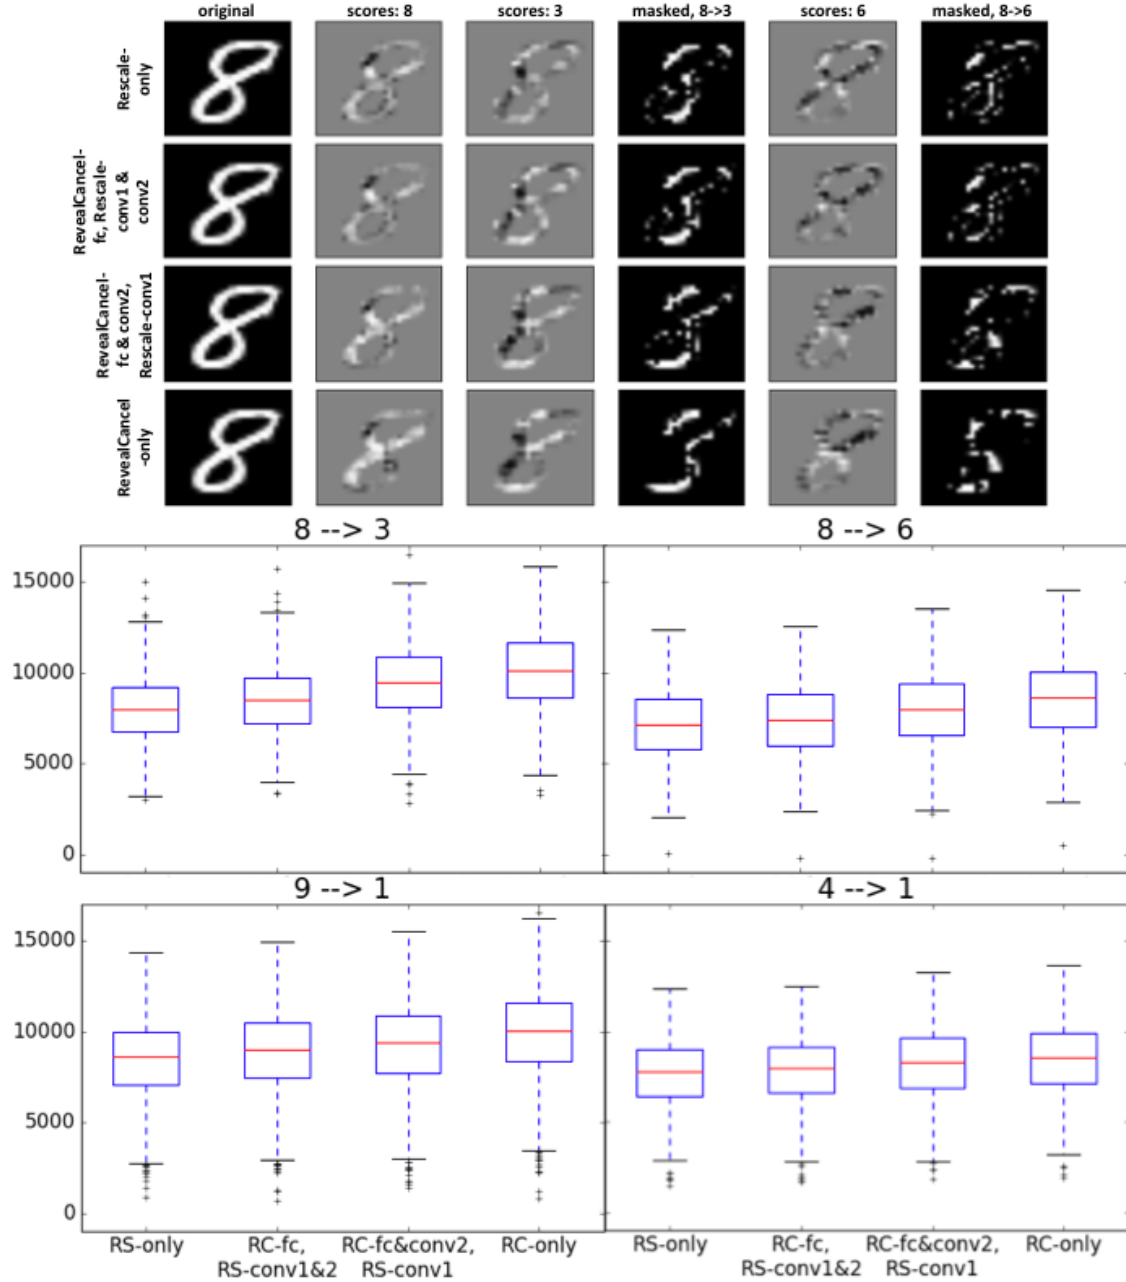 original scores: 8 scores: 3 masked, 8->3 scores: 6 masked, 8->6
Rescale-
only
RevealCancel-
fc, Rescale-
conv1 &
conv2
RevealCancel-
fc & conv2,
Rescale-conv1
RevealCancel
-only
8 --> 3 8 --> 6
15000
10000
5000
0
9 --> 1 4 --> 1
15000
10000
5000
0
RS-only RC-fc, RC-fc&conv2, RC-only RS-only RC-fc, RC-fc&conv2, RC-only
RS-conv1&2 RS-conv1 RS-conv1&2 RS-conv1